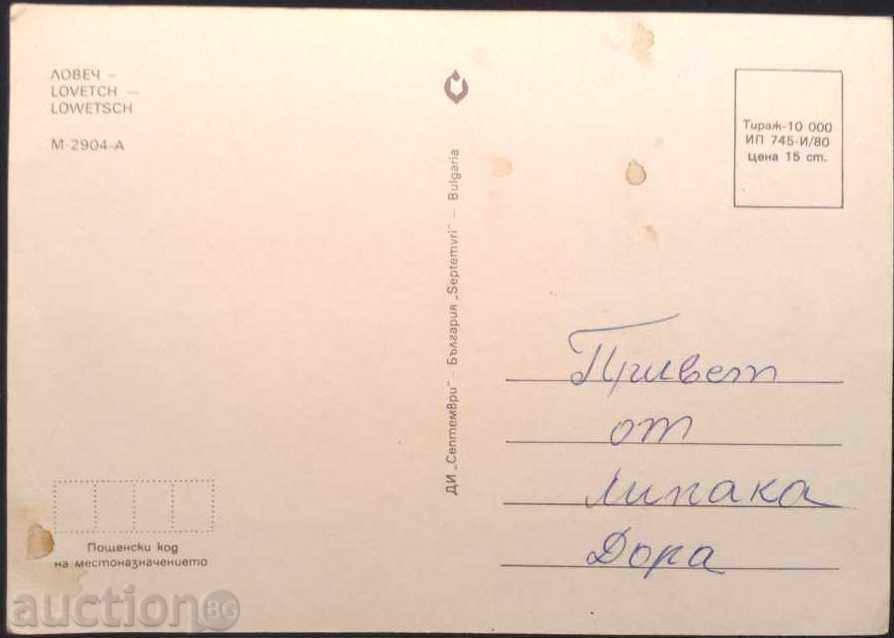 ЛОВЕЧ –
LOVETCH —
LOWETSCH
М-2904-А
ДИ „Септември" – България „Septemvri" – Bulgaria
Тираж-10 000
ИП 745-И/80
Цена 15 ст.
Привет
от
Липака
Дора
Пощенски код
на местоназначението
auction BG